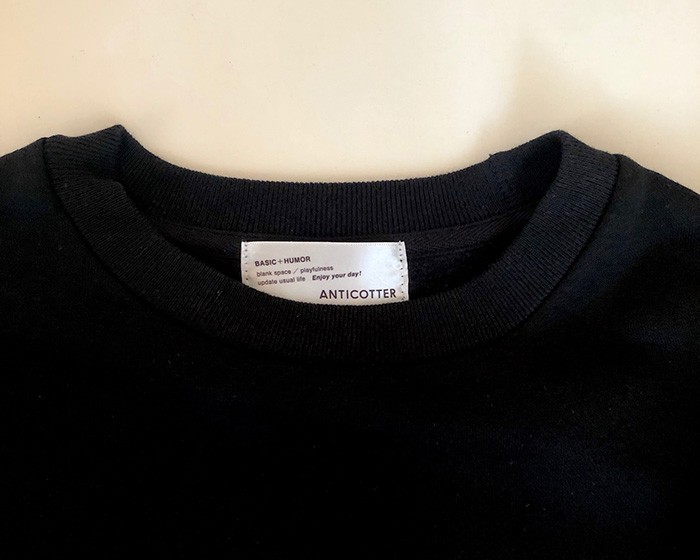 BASIC+HUMOR
blank space / playfulness
update usual life Enjoy your day!
ANTICOTTER